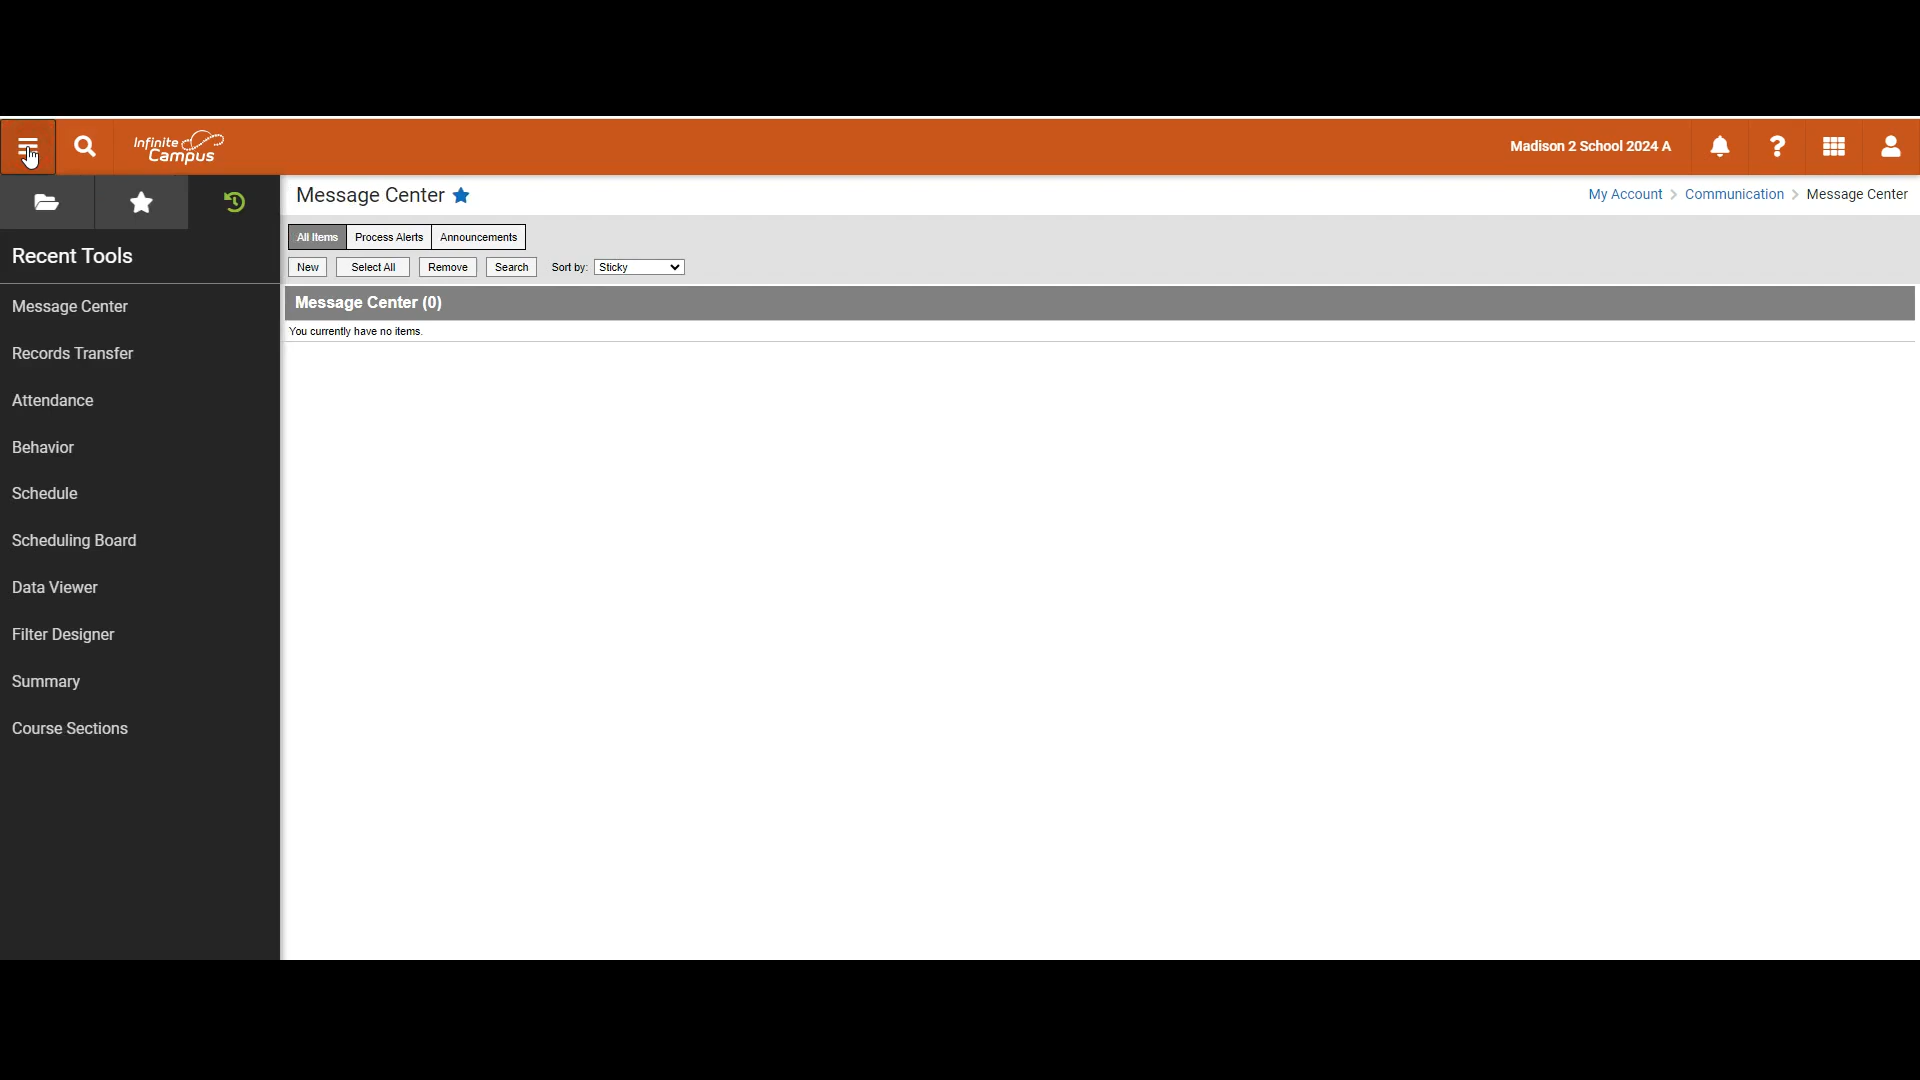 Infinite Campus
Madison 2 School 2024 A
?
Message Center
My Account > Communication > Message Center
All Items Process Alerts Announcements
New Select All Remove Search Sort by: Sticky
Message Center (0)
You currently have no items.
Recent Tools
Message Center
Records Transfer
Attendance
Behavior
Schedule
Scheduling Board
Data Viewer
Filter Designer
Summary
Course Sections